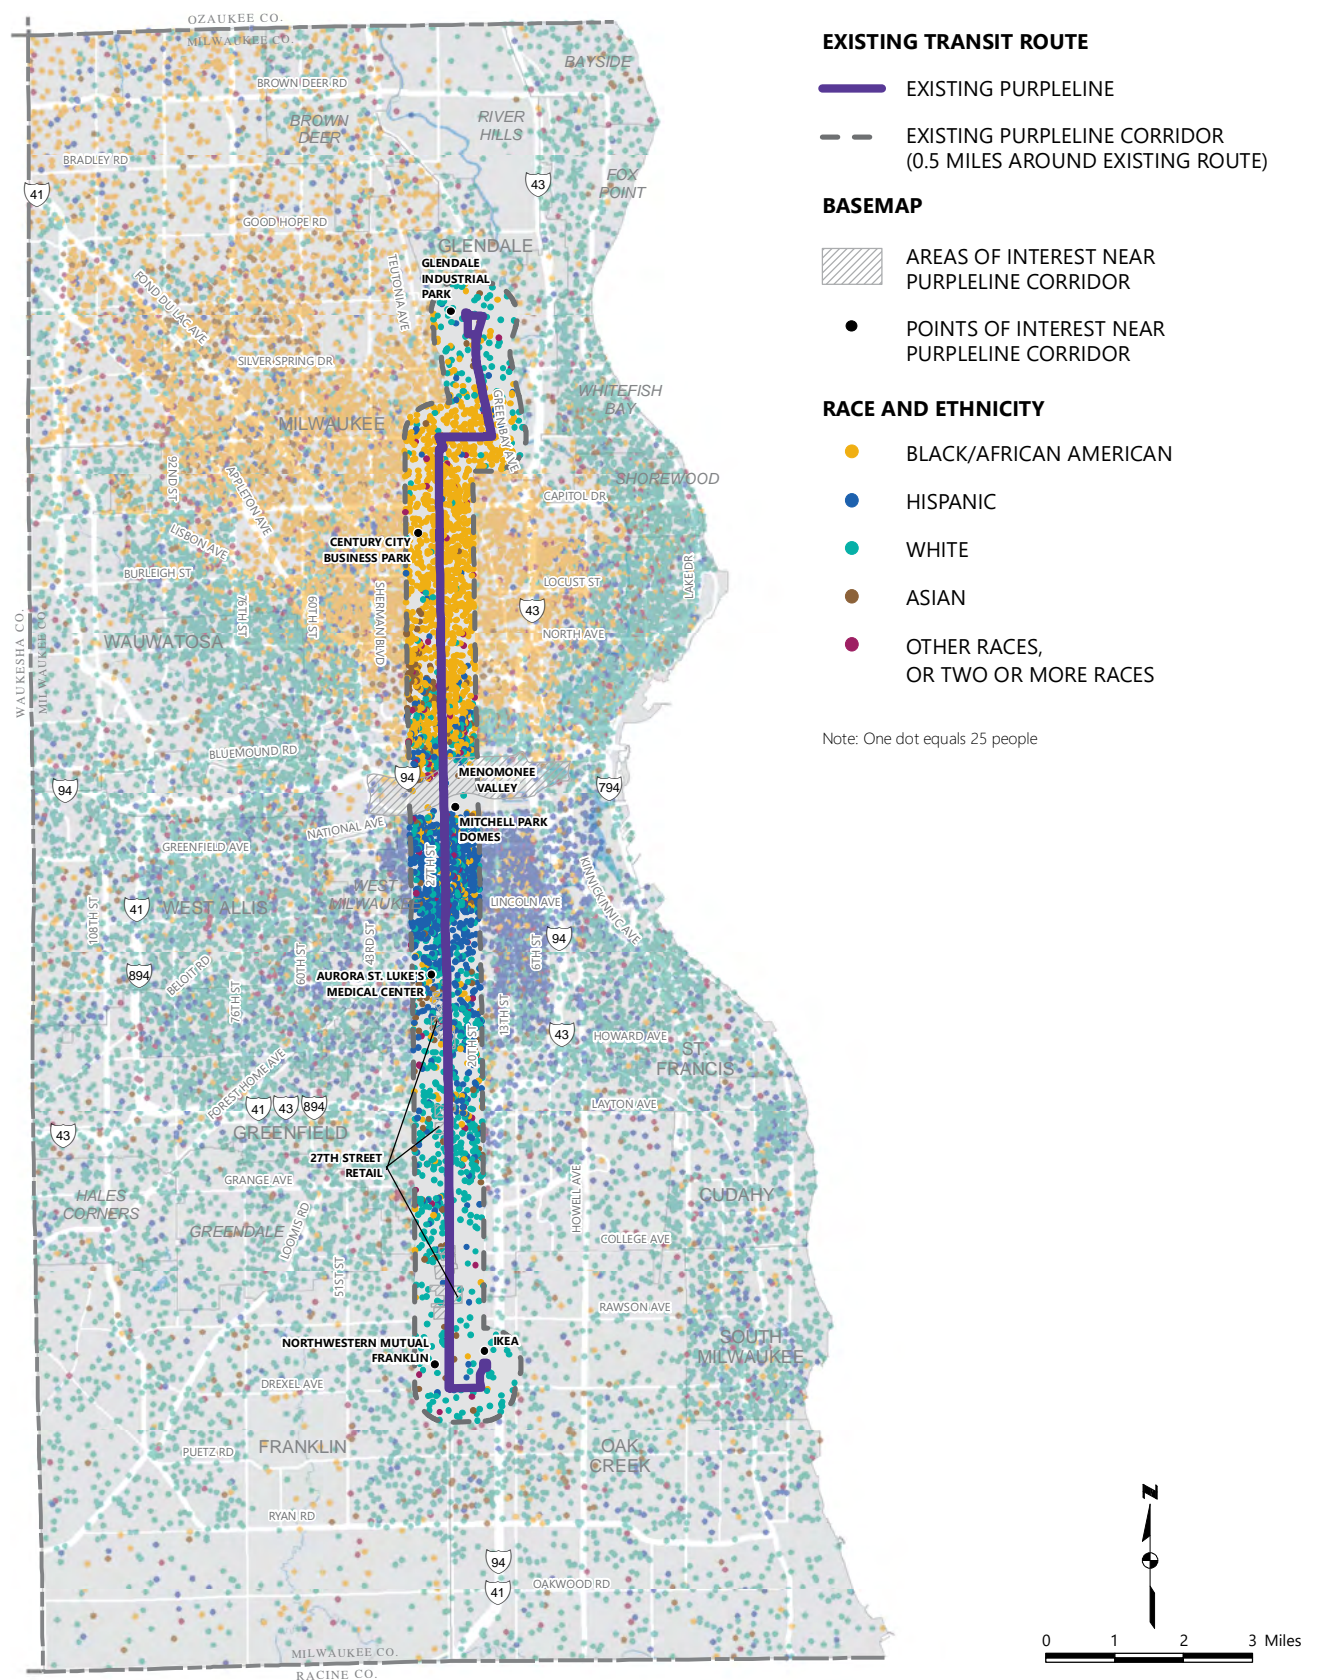 OZAUKEE CO.
MILWAUKEE CO.
BROWN DEER RD
BAYSIDE
BROWN
DEER
RIVER
HILLS
BRADLEY RD
41
43
FOX
POINT
GOOD HOPE RD
GLENDALE
TEUTONIA AVE
GLENDALE
INDUSTRIAL
PARK
FOND DU LAC AVE
SILVER SPRING DR
WHITEFISH
BAY
GREEN BAY AVE
MILWAUKEE
92ND ST
APPLETON AVE
SHOREWOOD
CAPITOL DR
LISBON AVE
CENTURY CITY
BUSINESS PARK
BURLEIGH ST
LOCUST ST
LAKE DR
76TH ST
60TH ST
SHERMAN BLVD
43
NORTH AVE
WAUWATOSA
WAUKESHA CO.
MILWAUKEE CO.
BLUEMOUND RD
94
94
MENOMONEE
VALLEY
794
MITCHELL PARK
DOMES
NATIONAL AVE
GREENFIELD AVE
27TH ST
KINNICKINNIC AVE
WEST
MILWAUKEE
LINCOLN AVE
WEST ALLIS
41
108TH ST
43RD ST
60TH ST
6TH ST
94
894
BELOIT RD
76TH ST
AURORA ST. LUKE'S
MEDICAL CENTER
13TH ST
20TH ST
43
HOWARD AVE
ST.
FRANCIS
FOREST HOME AVE
41
43
894
LAYTON AVE
43
GREENFIELD
27TH STREET
RETAIL
GRANGE AVE
HALES
CORNERS
GREENDALE
LOOMIS RD
HOWELL AVE
CUDAHY
COLLEGE AVE
51ST ST
RAWSON AVE
SOUTH
MILWAUKEE
NORTHWESTERN MUTUAL
FRANKLIN
IKEA
DREXEL AVE
PUETZ RD
FRANKLIN
OAK
CREEK
RYAN RD
94
41
OAKWOOD RD
MILWAUKEE CO.
RACINE CO.
EXISTING TRANSIT ROUTE
EXISTING PURPLELINE
EXISTING PURPLELINE CORRIDOR
(0.5 MILES AROUND EXISTING ROUTE)
BASEMAP
AREAS OF INTEREST NEAR
PURPLELINE CORRIDOR
POINTS OF INTEREST NEAR
PURPLELINE CORRIDOR
RACE AND ETHNICITY
BLACK/AFRICAN AMERICAN
HISPANIC
WHITE
ASIAN
OTHER RACES,
OR TWO OR MORE RACES
Note: One dot equals 25 people
N
0 1 2 3 Miles